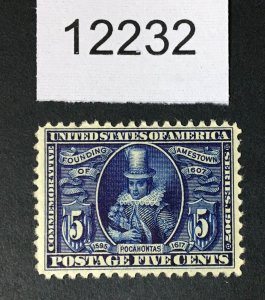 12232
UNITED STATES OF AMERICA
FOUNDING JAMESTOWN
OF 1607
COMMEMORATIVE
SERIES 1907
5 5
1595 POCAHONTAS 1617
POSTAGE FIVE CENTS